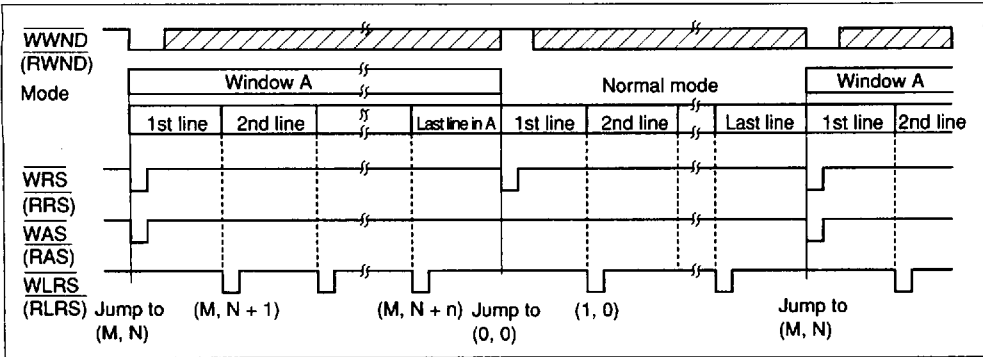 WWND
(RWND)
Mode
Window A
Normal mode
Window A
1st line
2nd line
Last line in A
1st line
2nd line
Last line
1st line
2nd line
WRS
(RRS)
WAS
(RAS)
WLRS
(RLRS)
Jump to
(M, N)
(M, N + 1)
(M, N + n)
Jump to
(0, 0)
(1, 0)
Jump to
(M, N)